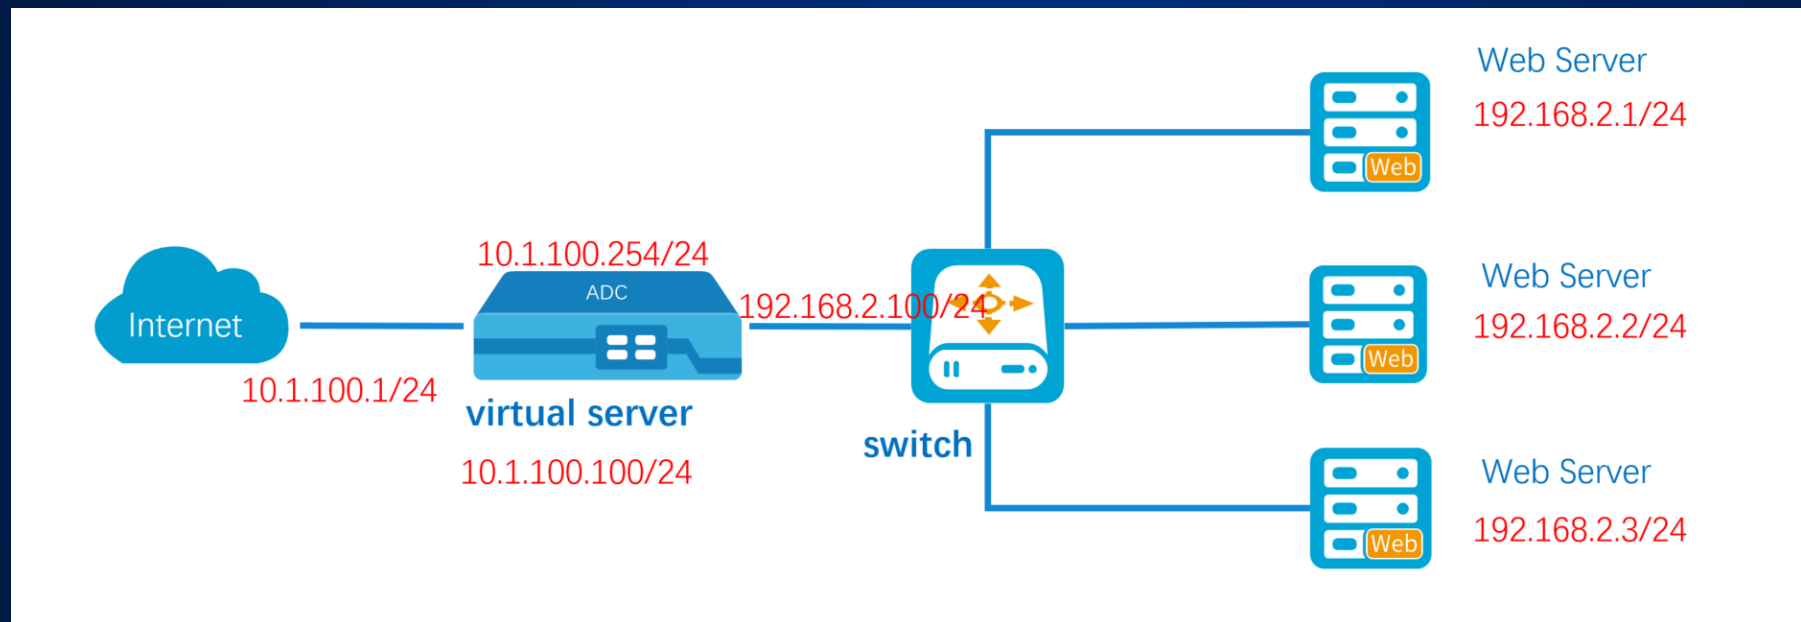 Web Server
192.168.2.1/24
Web
10.1.100.254/24
ADC
192.168.2.100/24
Internet
10.1.100.1/24
virtual server
10.1.100.100/24
switch
Web Server
192.168.2.2/24
Web
Web Server
192.168.2.3/24
Web